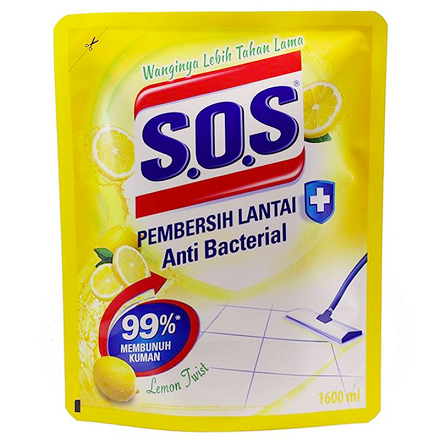 Wanginya Lebih Tahan Lama
S.O.S®
PEMBERSIH LANTAI
Anti Bacterial
99%*
MEMBUNUH
KUMAN
Lemon Twist
1600 ml